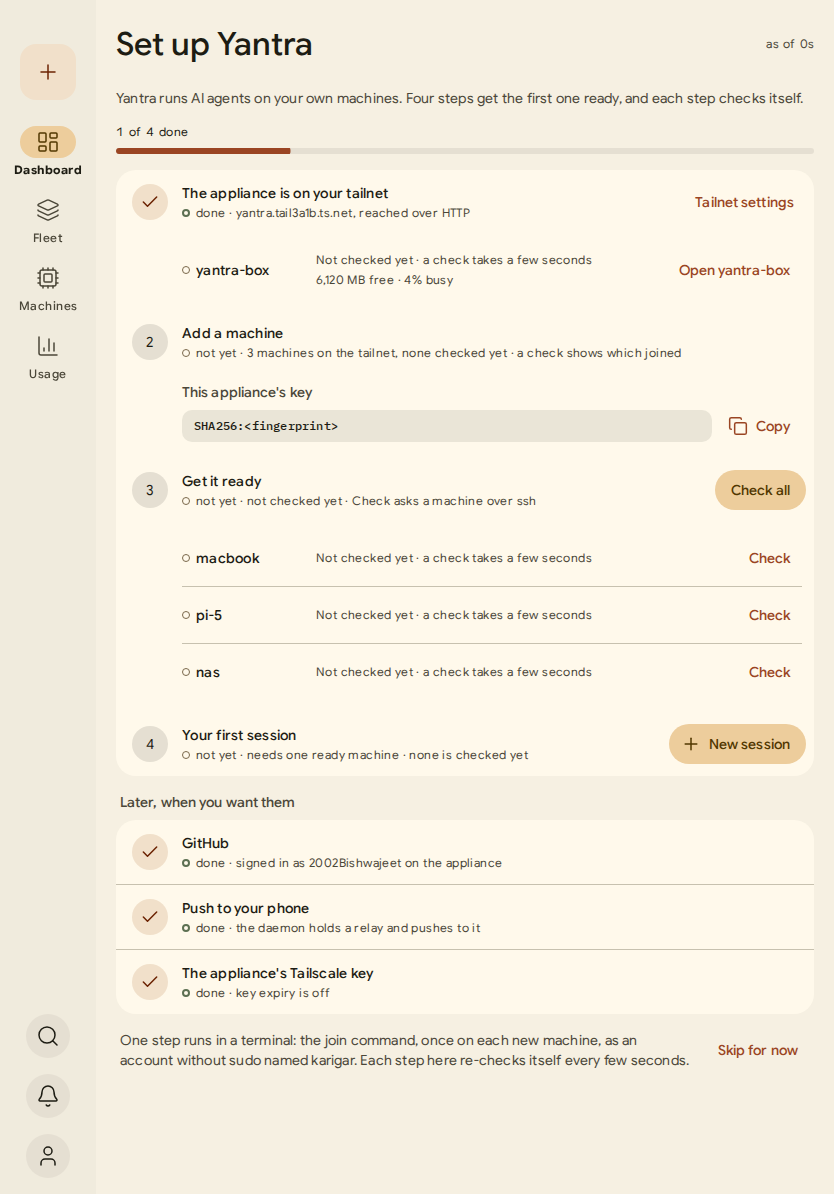 Set up Yantra
as of 0s
Yantra runs AI agents on your own machines. Four steps get the first one ready, and each step checks itself.
1 of 4 done
Dashboard
Fleet
Machines
Usage
The appliance is on your tailnet
done · yantra.tail3a1b.ts.net, reached over HTTP
Tailnet settings
yantra-box
Not checked yet · a check takes a few seconds
6,120 MB free · 4% busy
Open yantra-box
2
Add a machine
not yet · 3 machines on the tailnet, none checked yet · a check shows which joined
This appliance's key
SHA256:<fingerprint>
Copy
3
Get it ready
not yet · not checked yet · Check asks a machine over ssh
Check all
macbook
Not checked yet · a check takes a few seconds
Check
pi-5
Not checked yet · a check takes a few seconds
Check
nas
Not checked yet · a check takes a few seconds
Check
4
Your first session
not yet · needs one ready machine · none is checked yet
New session
Later, when you want them
GitHub
done · signed in as 2002Bishwajeet on the appliance
Push to your phone
done · the daemon holds a relay and pushes to it
The appliance's Tailscale key
done · key expiry is off
One step runs in a terminal: the join command, once on each new machine, as an
account without sudo named karigar. Each step here re-checks itself every few seconds.
Skip for now